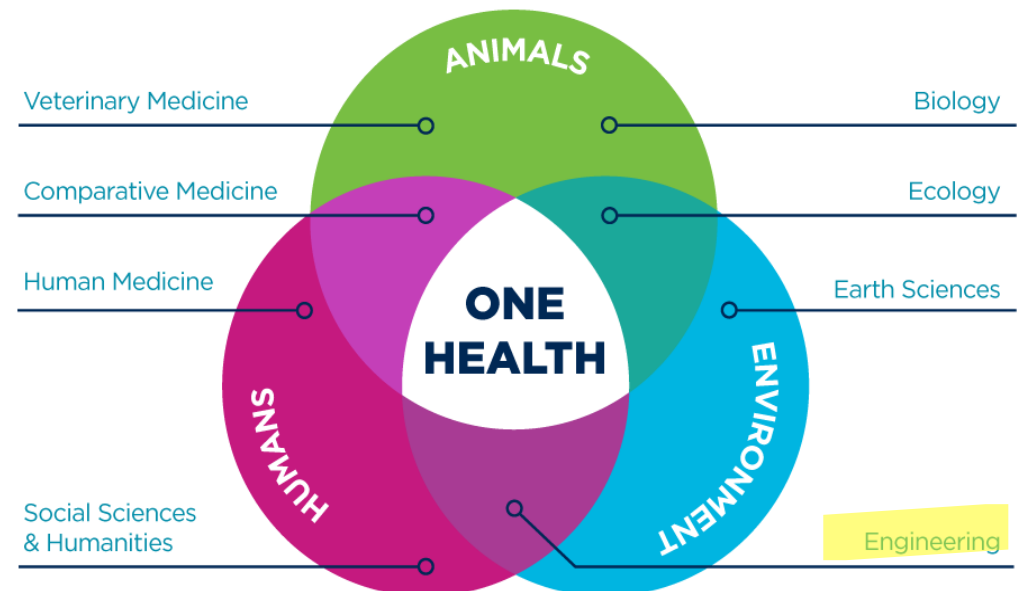 ANIMALS
Veterinary Medicine
Biology
Comparative Medicine
Ecology
Human Medicine
Earth Sciences
ONE
HEALTH
HUMANS
ENVIRONMENT
Social Sciences
& Humanities
Engineering